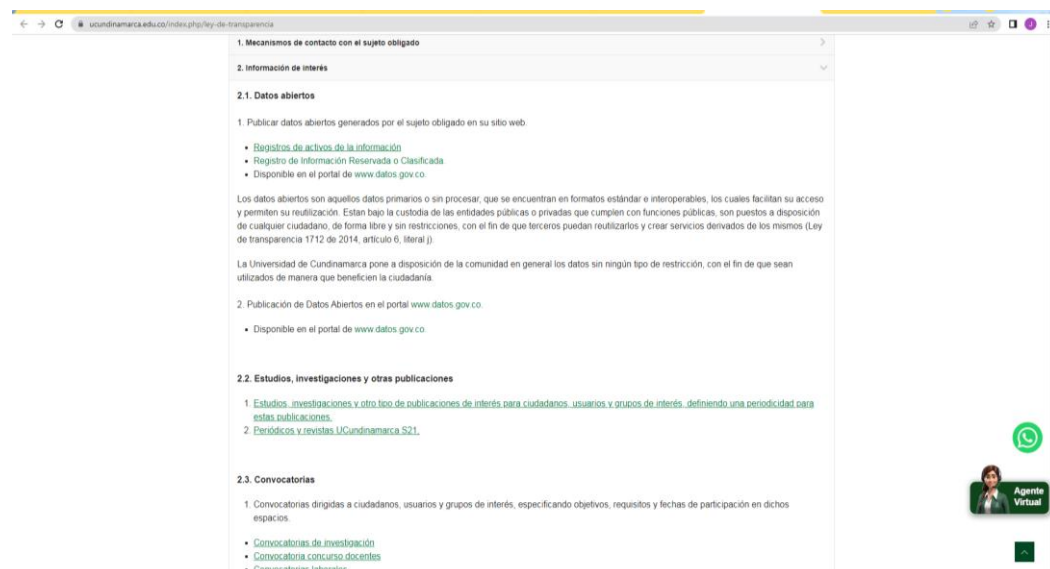 ucundinamarca.edu.co/index.php/ley-de-transparencia
1. Mecanismos de contacto con el sujeto obligado
2. Información de interés
2.1. Datos abiertos
1. Publicar datos abiertos generados por el sujeto obligado en su sitio web.
• Registros de activos de la información
• Registro de Información Reservada o Clasificada
• Disponible en el portal de www.datos.gov.co.
Los datos abiertos son aquellos datos primarios o sin procesar, que se encuentran en formatos estándar e interoperables, los cuales facilitan su acceso
y permiten su reutilización. Estan bajo la custodia de las entidades públicas o privadas que cumplen con funciones públicas, son puestos a disposición
de cualquier ciudadano, de forma libre y sin restricciones, con el fin de que terceros puedan reutilizarlos y crear servicios derivados de los mismos (Ley
de transparencia 1712 de 2014, artículo 6, literal j).
La Universidad de Cundinamarca pone a disposición de la comunidad en general los datos sin ningún tipo de restricción, con el fin de que sean
utilizados de manera que beneficien la ciudadanía.
2. Publicación de Datos Abiertos en el portal www.datos.gov.co.
• Disponible en el portal de www.datos.gov.co.
2.2. Estudios, investigaciones y otras publicaciones
1. Estudios, investigaciones y otro tipo de publicaciones de interés para ciudadanos, usuarios y grupos de interés, definiendo una periodicidad para
estas publicaciones.
2. Periódicos y revistas UCundinamarca S21.
2.3. Convocatorias
1. Convocatorias dirigidas a ciudadanos, usuarios y grupos de interés, especificando objetivos, requisitos y fechas de participación en dichos
espacios.
• Convocatorias de investigación
• Convocatoria concurso docentes
• Convocatorias laborales
Agente
Virtual